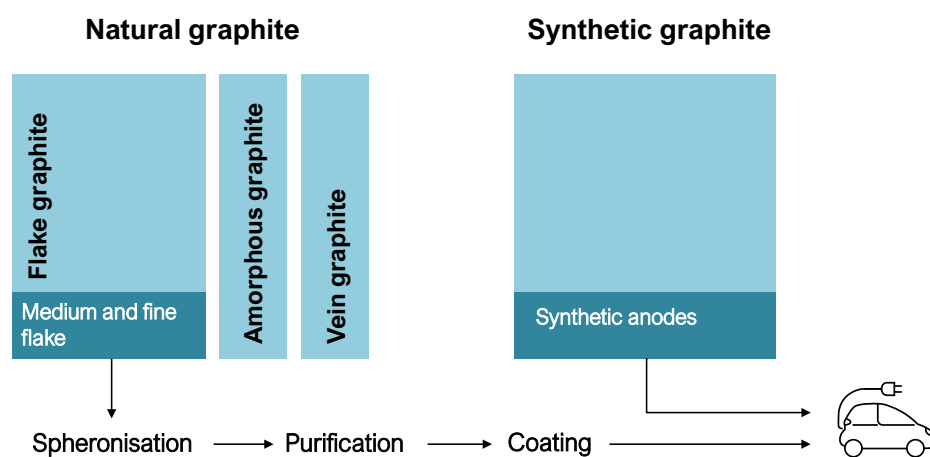 Natural graphite
Synthetic graphite
Flake graphite
Amorphous graphite
Vein graphite
Medium and fine
flake
Synthetic anodes
Spheronisation
Purification
Coating